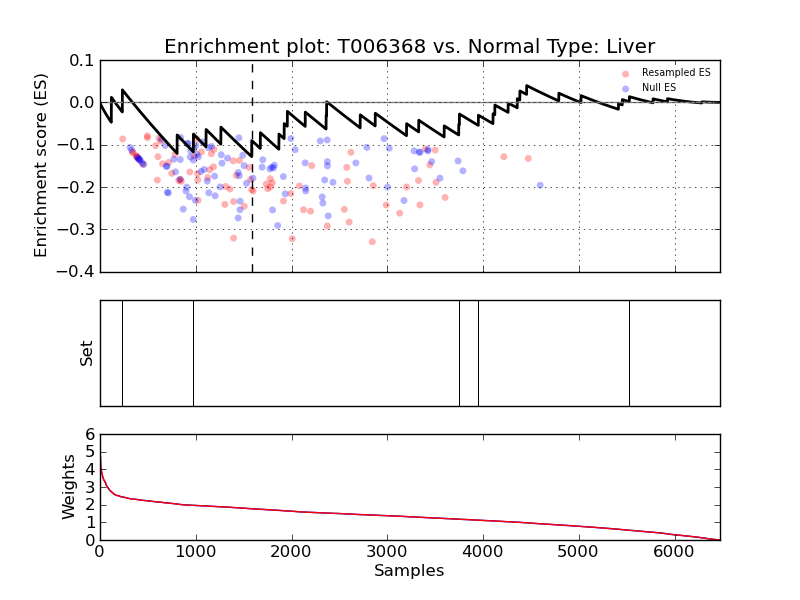 Enrichment plot: T006368 vs. Normal Type: Liver
Enrichment score (ES)
0.1
0.0
−0.1
−0.2
−0.3
−0.4
Resampled ES
Null ES
Set
Weights
6
5
4
3
2
1
0
0 1000 2000 3000 4000 5000 6000
Samples